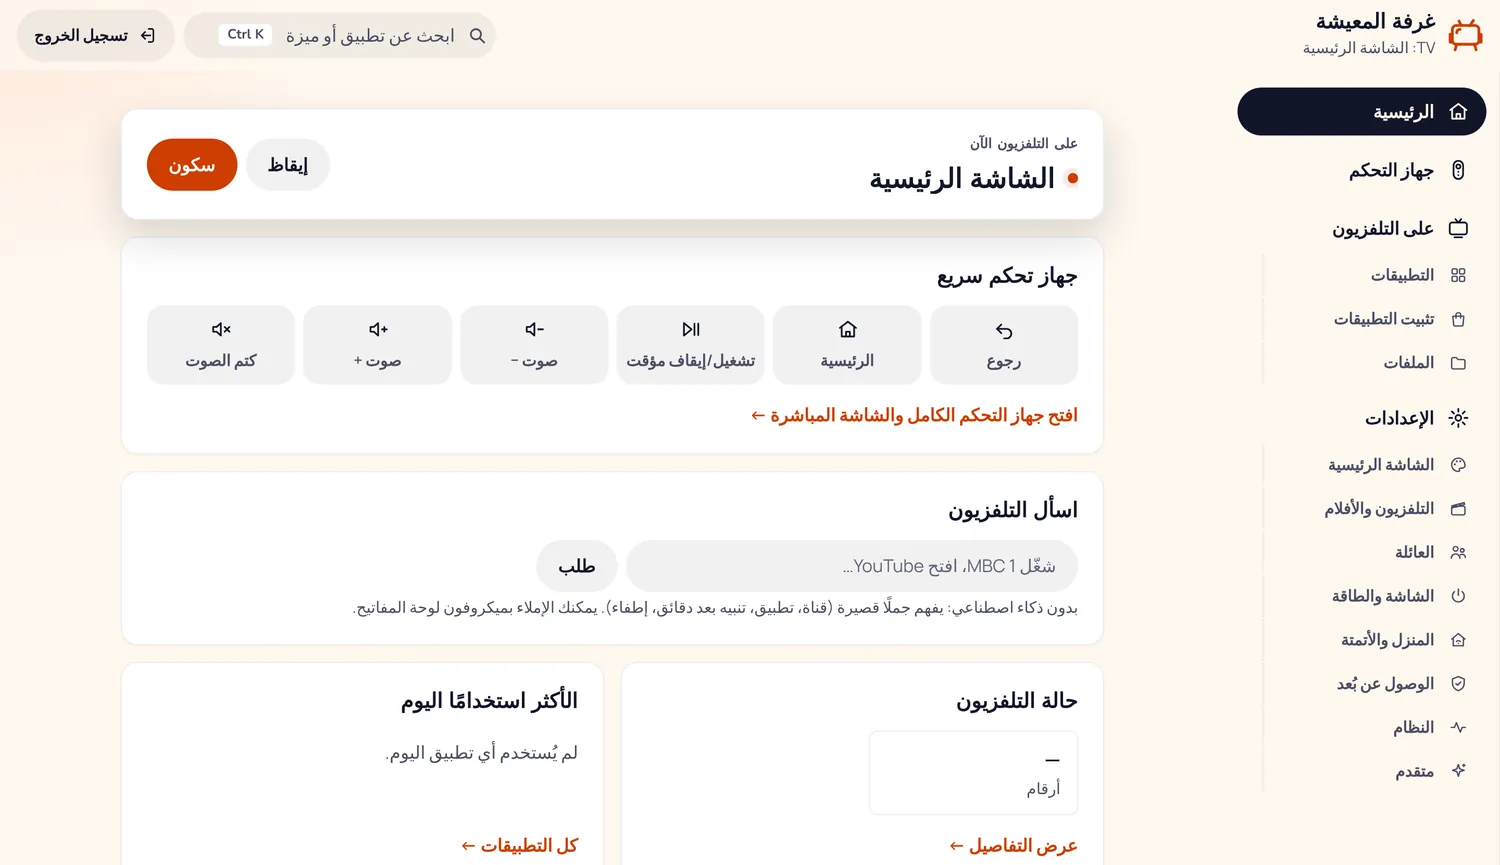 غرفة المعيشة
TV: الشاشة الرئيسية
ابحث عن تطبيق أو ميزة
Ctrl K
تسجيل الخروج
الرئيسية
جهاز التحكم
على التلفزيون
التطبيقات
تثبيت التطبيقات
الملفات
الإعدادات
الشاشة الرئيسية
التلفزيون والأفلام
العائلة
الشاشة والطاقة
المنزل والأتمتة
الوصول عن بُعد
النظام
متقدم
على التلفزيون الآن
الشاشة الرئيسية
إيقاظ
سكون
جهاز تحكم سريع
رجوع
الرئيسية
تشغيل/إيقاف مؤقت
صوت −
صوت +
كتم الصوت
افتح جهاز التحكم الكامل والشاشة المباشرة ←
اسأل التلفزيون
شغّل MBC 1، افتح YouTube…
طلب
بدون ذكاء اصطناعي: يفهم جملًا قصيرة (قناة، تطبيق، تنبيه بعد دقائق، إطفاء). يمكنك الإملاء بميكروفون لوحة المفاتيح.
حالة التلفزيون
—
أرقام
عرض التفاصيل ←
الأكثر استخدامًا اليوم
لم يُستخدم أي تطبيق اليوم.
كل التطبيقات ←